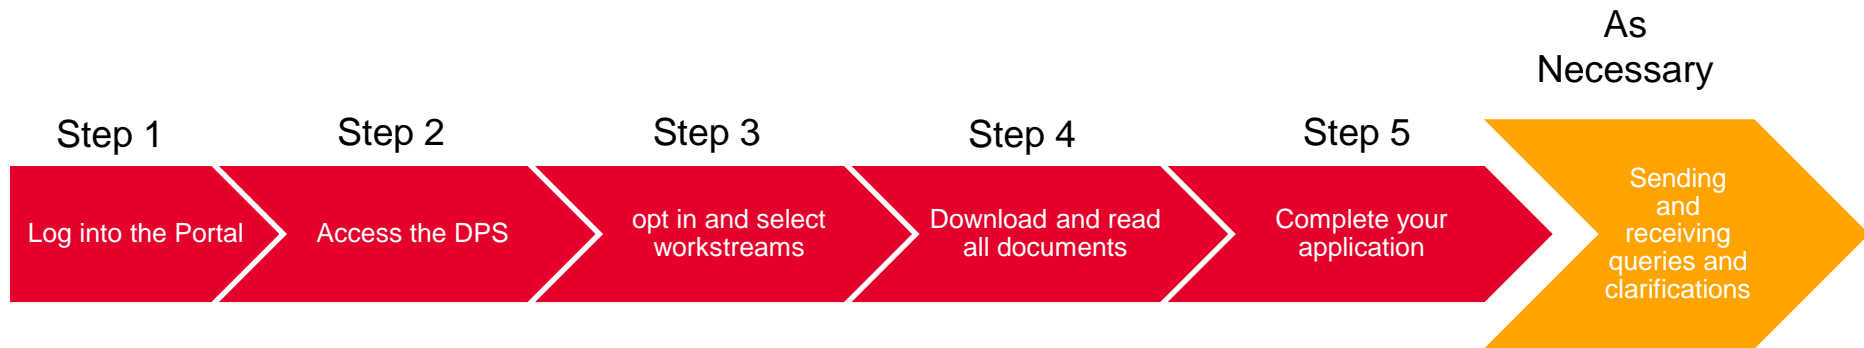 Step 1
Log into the Portal
Step 2
Access the DPS
Step 3
opt in and select
workstreams
Step 4
Download and read
all documents
Step 5
Complete your
application
As
Necessary
Sending
and
receiving
queries and
clarifications